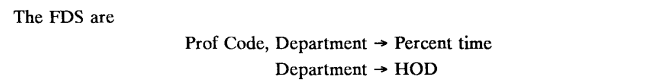 The FDS are
Prof Code, Department → Percent time
Department → HOD